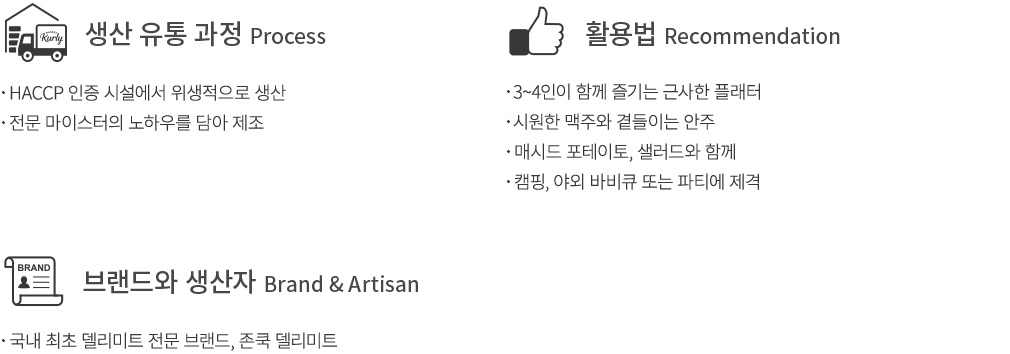 Kurly
생산 유통 과정 Process
· HACCP 인증 시설에서 위생적으로 생산
· 전문 마이스터의 노하우를 담아 제조
활용법 Recommendation
· 3~4인이 함께 즐기는 근사한 플래터
· 시원한 맥주와 곁들이는 안주
· 매시드 포테이토, 샐러드와 함께
· 캠핑, 야외 바비큐 또는 파티에 제격
BRAND
브랜드와 생산자 Brand & Artisan
· 국내 최초 델리미트 전문 브랜드, 존쿡 델리미트